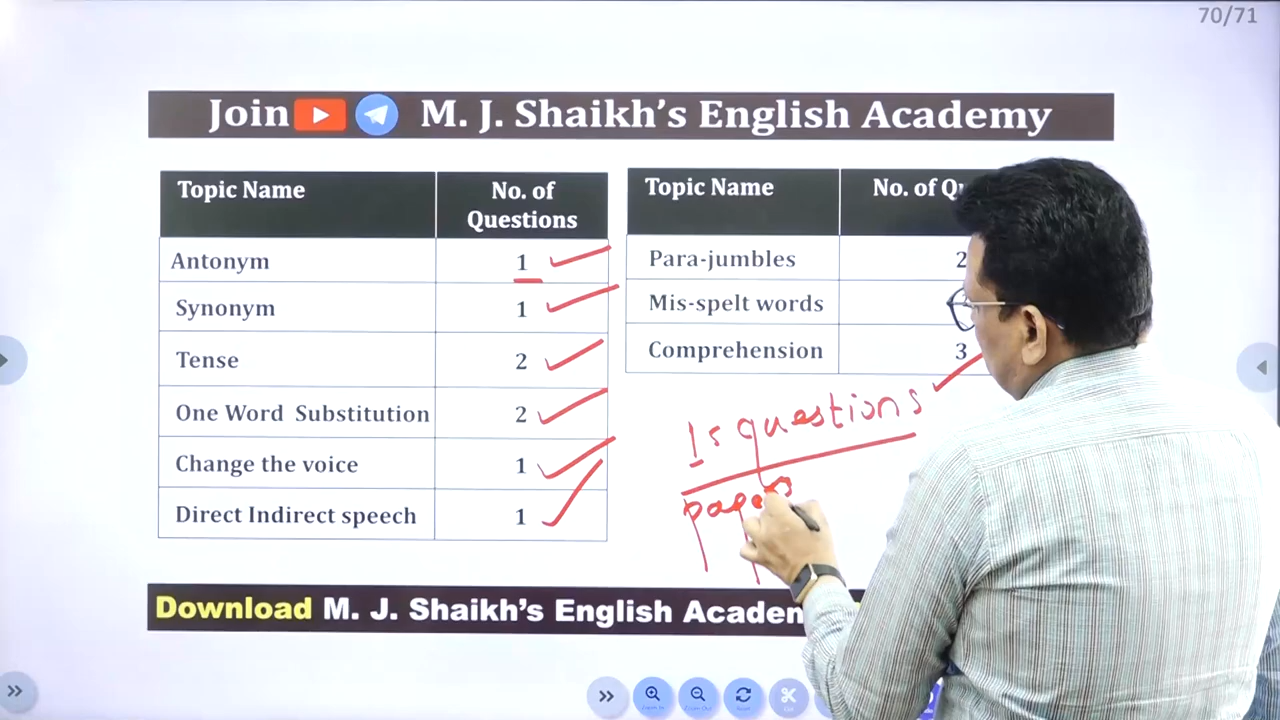 70/71
Join M. J. Shaikh's English Academy
Topic Name No. of Questions
Antonym 1
Synonym 1
Tense 2
One Word Substitution 2
Change the voice 1
Direct Indirect speech 1
Topic Name No. of
Para-jumbles 2
Mis-spelt words
Comprehension 3
15 questions
Download M. J. Shaikh's English